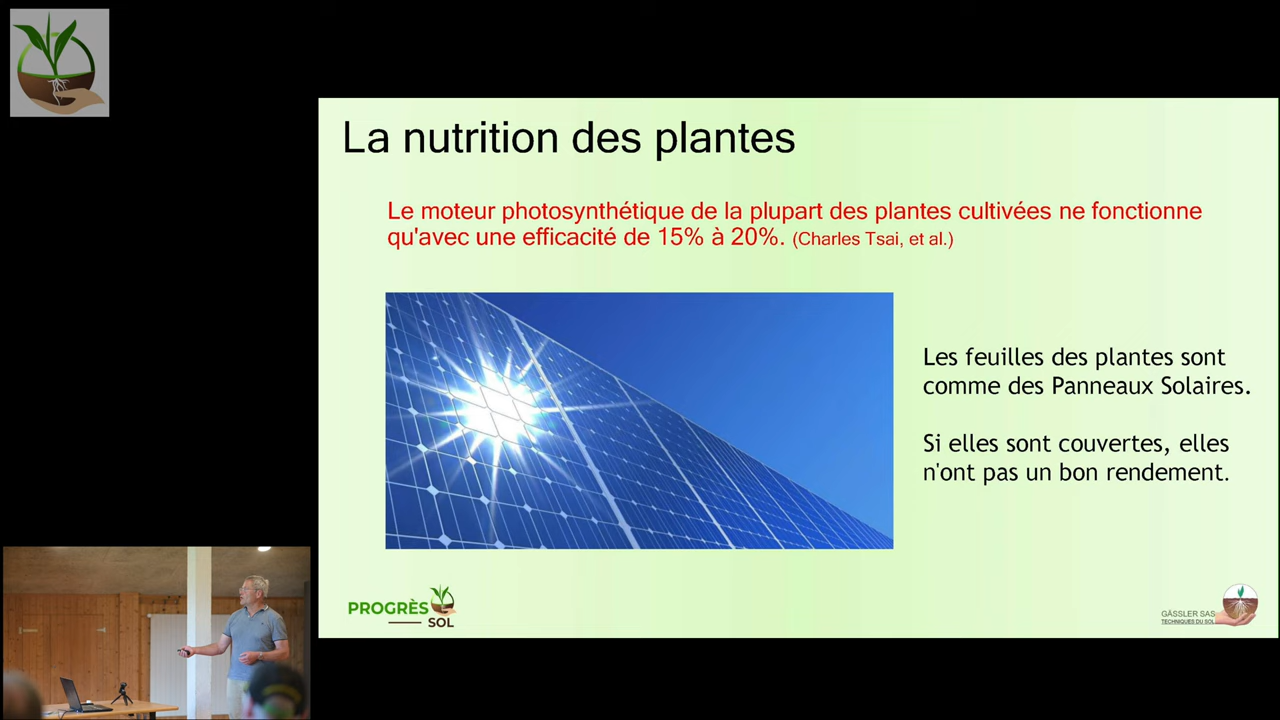 La nutrition des plantes
Le moteur photosynthétique de la plupart des plantes cultivées ne fonctionne
qu'avec une efficacité de 15% à 20%. (Charles Tsai, et al.)
Les feuilles des plantes sont
comme des Panneaux Solaires.
Si elles sont couvertes, elles
n'ont pas un bon rendement.
PROGRÈS
SOL
GÄSSLER SAS
TECHNIQUES DU SOL